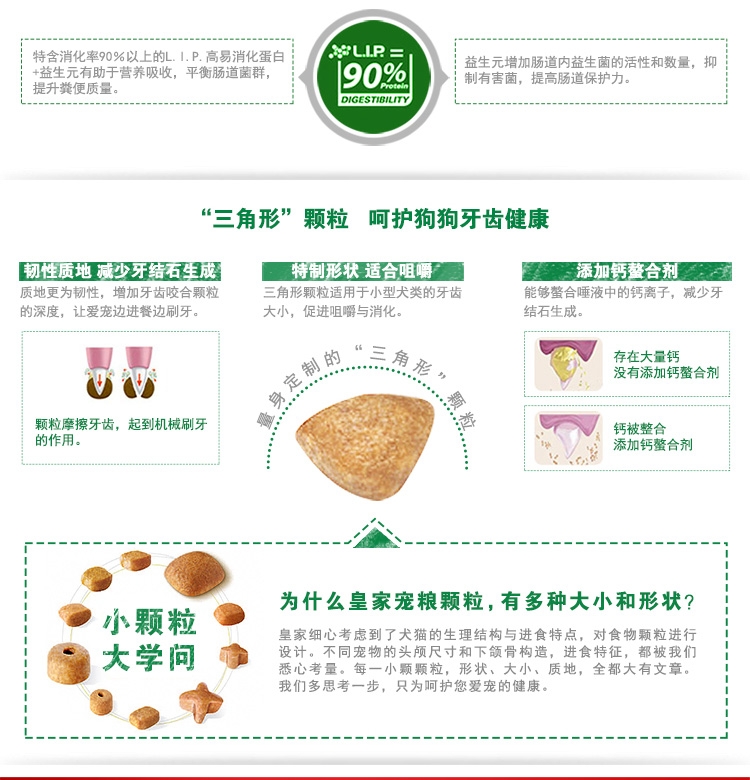 特含消化率90%以上的L.I.P.高易消化蛋白
+益生元有助于营养吸收，平衡肠道菌群，
提升粪便质量。
L.I.P. =
90%
Protein
DIGESTIBILITY
益生元增加肠道内益生菌的活性和数量，抑
制有害菌，提高肠道保护力。
“三角形”颗粒 呵护狗狗牙齿健康
韧性质地 减少牙结石生成
质地更为韧性，增加牙齿咬合颗粒
的深度，让爱宠边进餐边刷牙。
颗粒摩擦牙齿，起到机械刷牙
的作用。
特制形状 适合咀嚼
三角形颗粒适用于小型犬类的牙齿
大小，促进咀嚼与消化。
量身定制的“三角形”颗粒
添加钙螯合剂
能够螯合唾液中的钙离子，减少牙
结石生成。
存在大量钙
没有添加钙螯合剂
钙被整合
添加钙螯合剂
小颗粒
大学问
为什么皇家宠粮颗粒，有多种大小和形状？
皇家细心考虑到了犬猫的生理结构与进食特点，对食物颗粒进行
设计。不同宠物的头颅尺寸和下颌骨构造，进食特征，都被我们
悉心考量。每一小颗颗粒，形状、大小、质地，全都大有文章。
我们多思考一步，只为呵护您爱宠的健康。